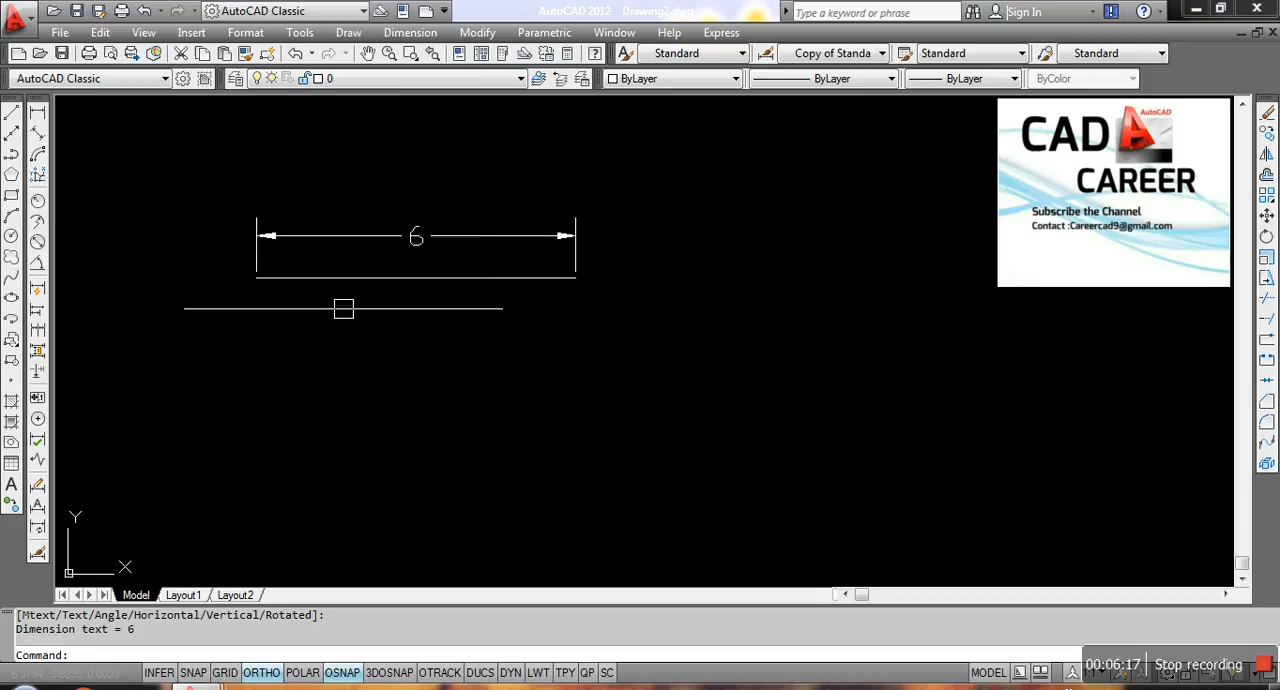 AutoCAD Classic
AutoCAD 2012 Drawing2.dwg
Type a keyword or phrase
Sign In
File Edit View Insert Format Tools Draw Dimension Modify Parametric Window Help Express
Standard Copy of Standa Standard Standard
AutoCAD Classic 0 ByLayer ByLayer ByLayer ByColor
CAD
AutoCAD
CAREER
Subscribe the Channel
Contact :Careercad9@gmail.com
6
Y
X
Model Layout1 Layout2
[Mtext/Text/Angle/Horizontal/Vertical/Rotated]:
Dimension text = 6
Command:
INFER SNAP GRID ORTHO POLAR OSNAP 3DOSNAP OTRACK DUCS DYN LWT TPY QP SC MODEL
00:06:17 Stop recording